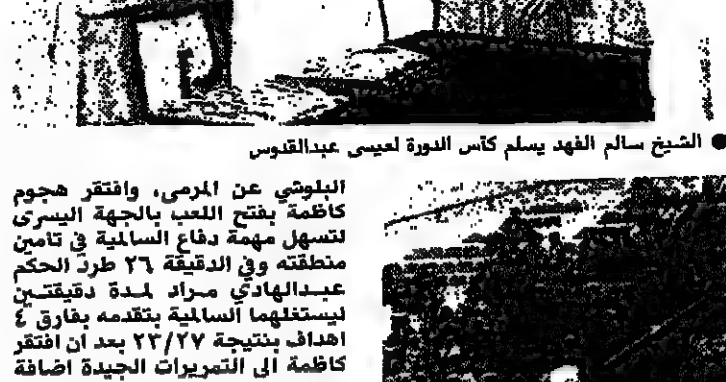 ● الشيخ سالم الفهد يسلم كأس الدورة لعيسى عبدالقدوس
البلوشي عن المرمى، وافتقر هجوم
كاظمة بفتح اللعب بالجهة اليسرى
لتسهل مهمة دفاع السالمية في تامين
منطقته وفي الدقيقة ٢٦ طرد الحكم
عبدالهادي مراد لمدة دقيقتين
ليستغلهما السالمية بتقدمه بفارق ٤
اهداف بنتيجة ٢٣/٢٧ بعد ان افتقر
كاظمة الى التمريرات الجيدة اضافة